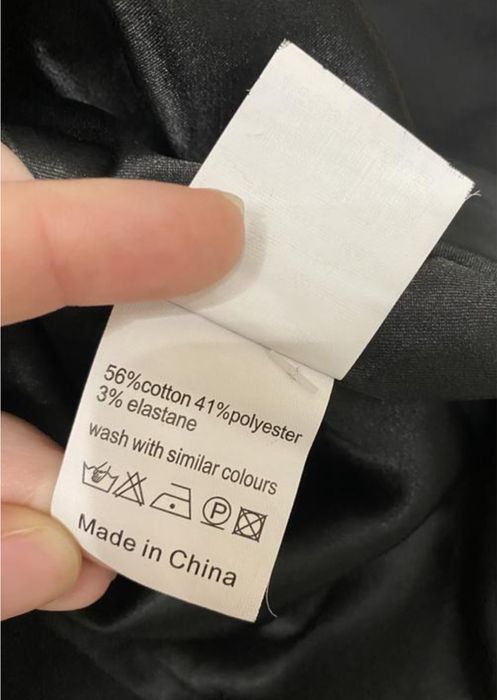 56%cotton 41%polyester
3% elastane
wash with similar colours
P
Made in China